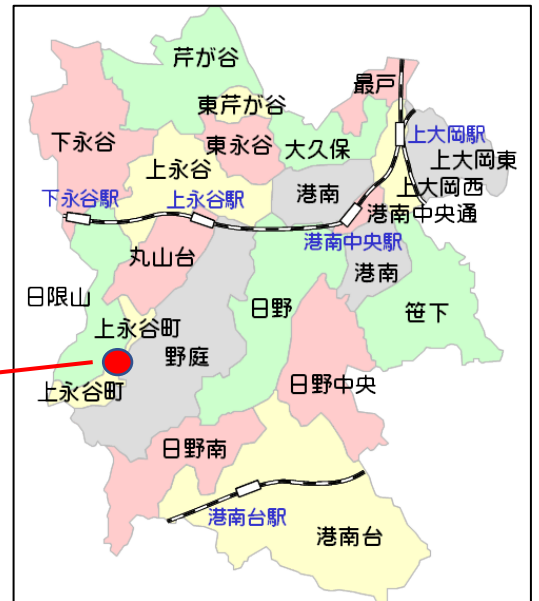 芹が谷
最戸
東芹が谷
下永谷
東永谷
大久保
上大岡駅
上大岡東
上永谷
港南
上大岡西
下永谷駅
上永谷駅
港南中央通
港南中央駅
丸山台
港南
日限山
日野
笹下
上永谷町
野庭
日野中央
上永谷町
日野南
港南台駅
港南台